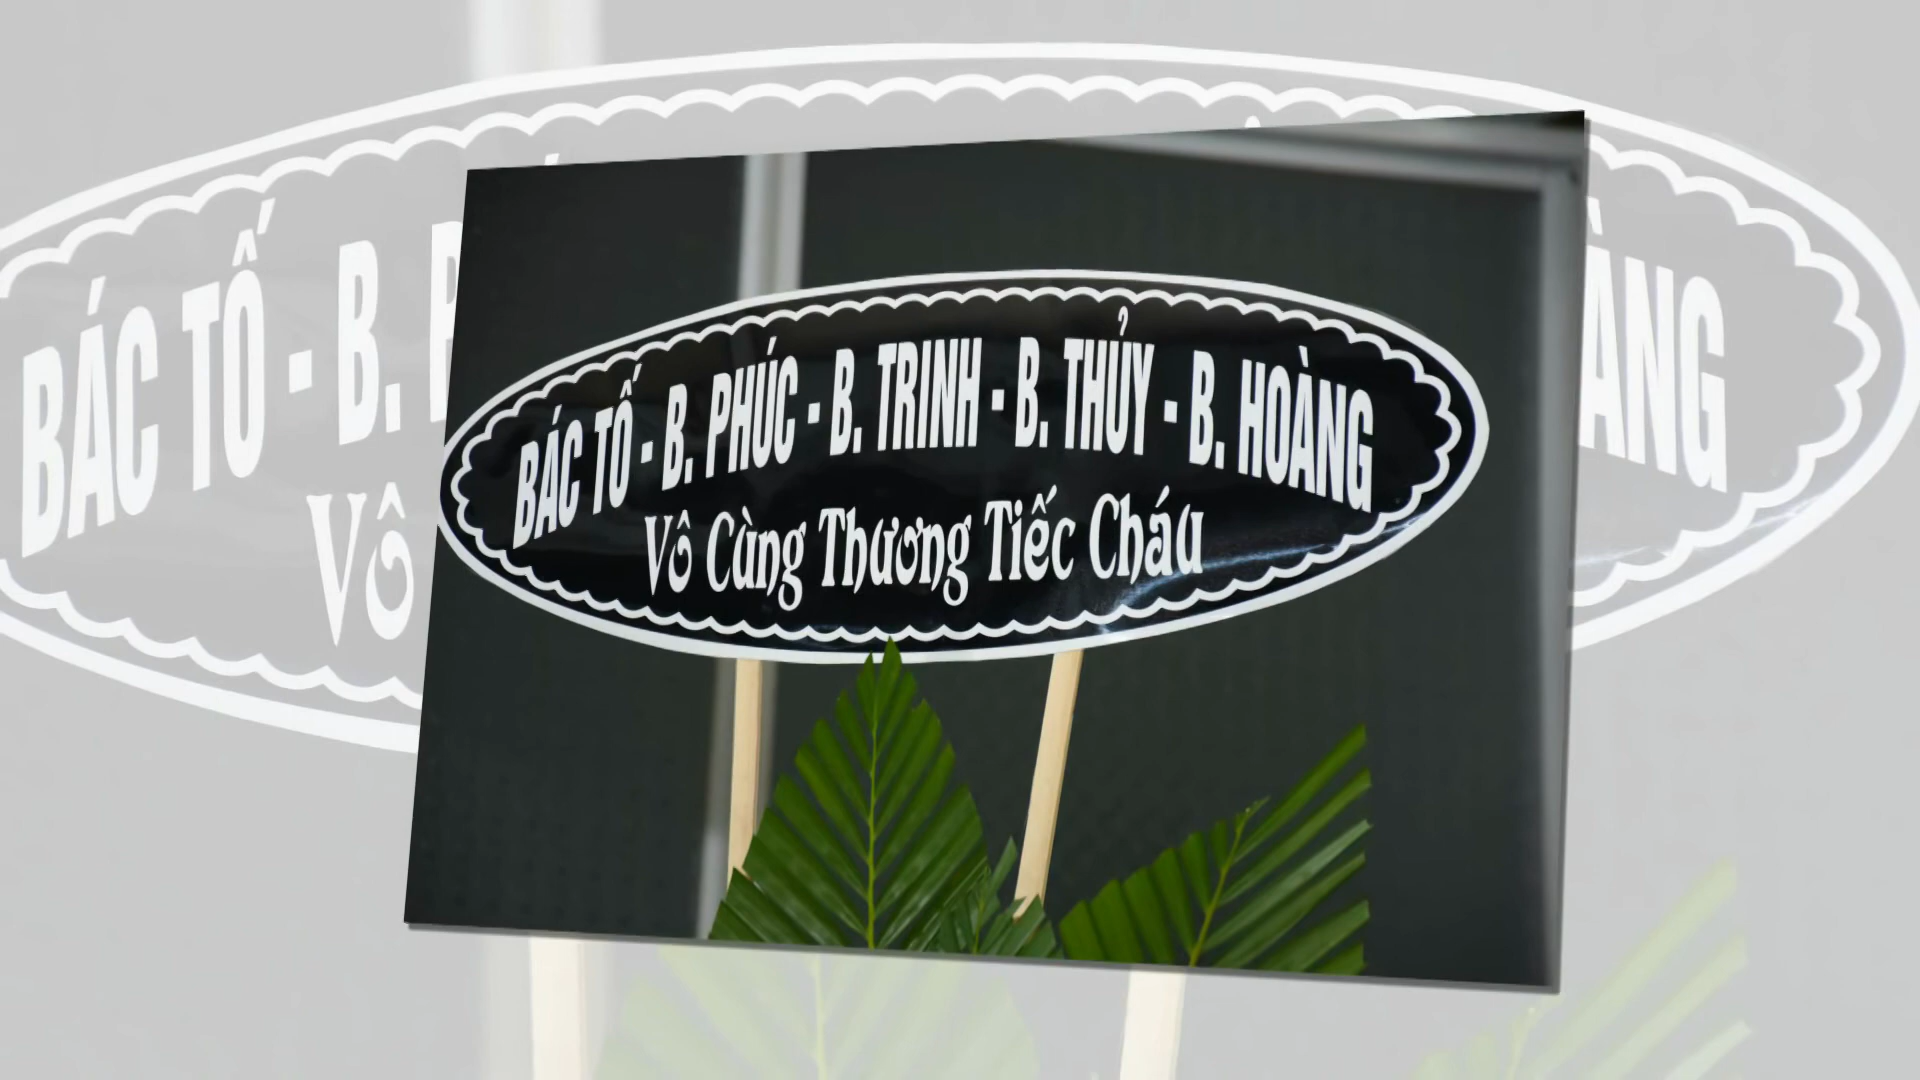 BÁC TỐ - B. PHÚC - B. TRINH - B. THỦY - B. HOÀNG
Vô Cùng Thương Tiếc Cháu